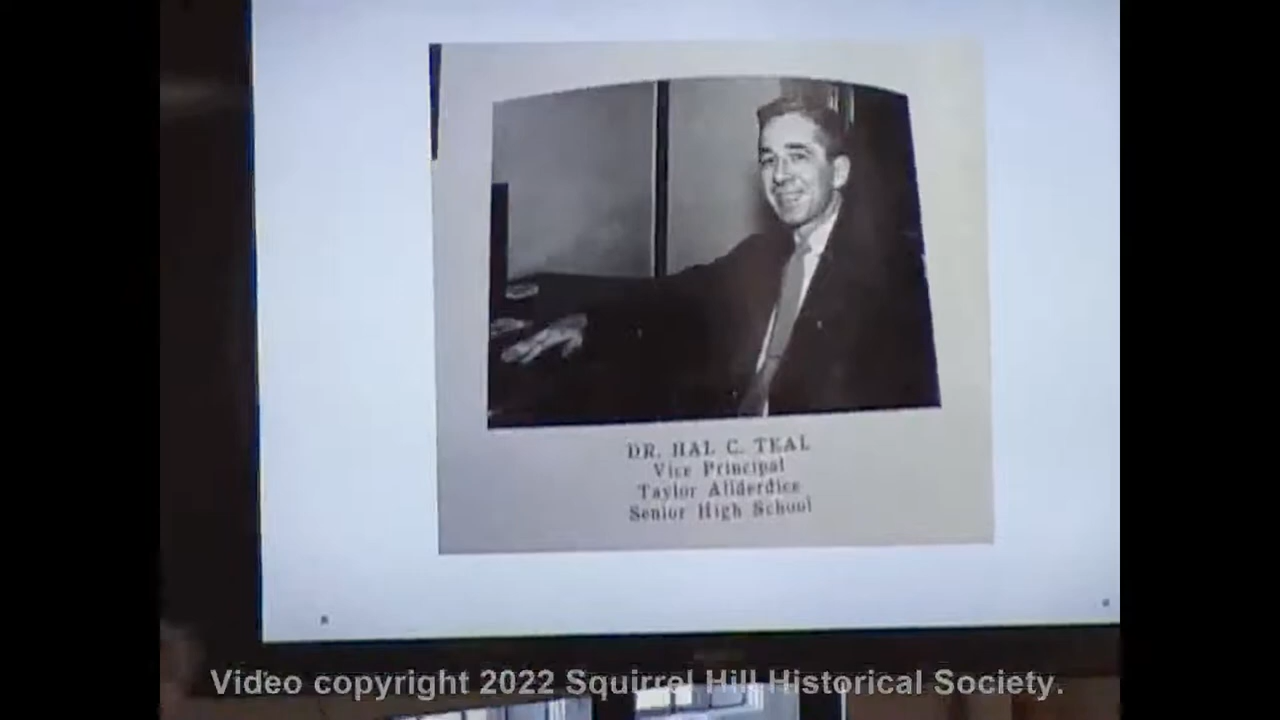 DR. HAL C. TEAL
Vice Principal
Taylor Allderdice
Senior High School
Video copyright 2022 Squirrel Hill Historical Society.